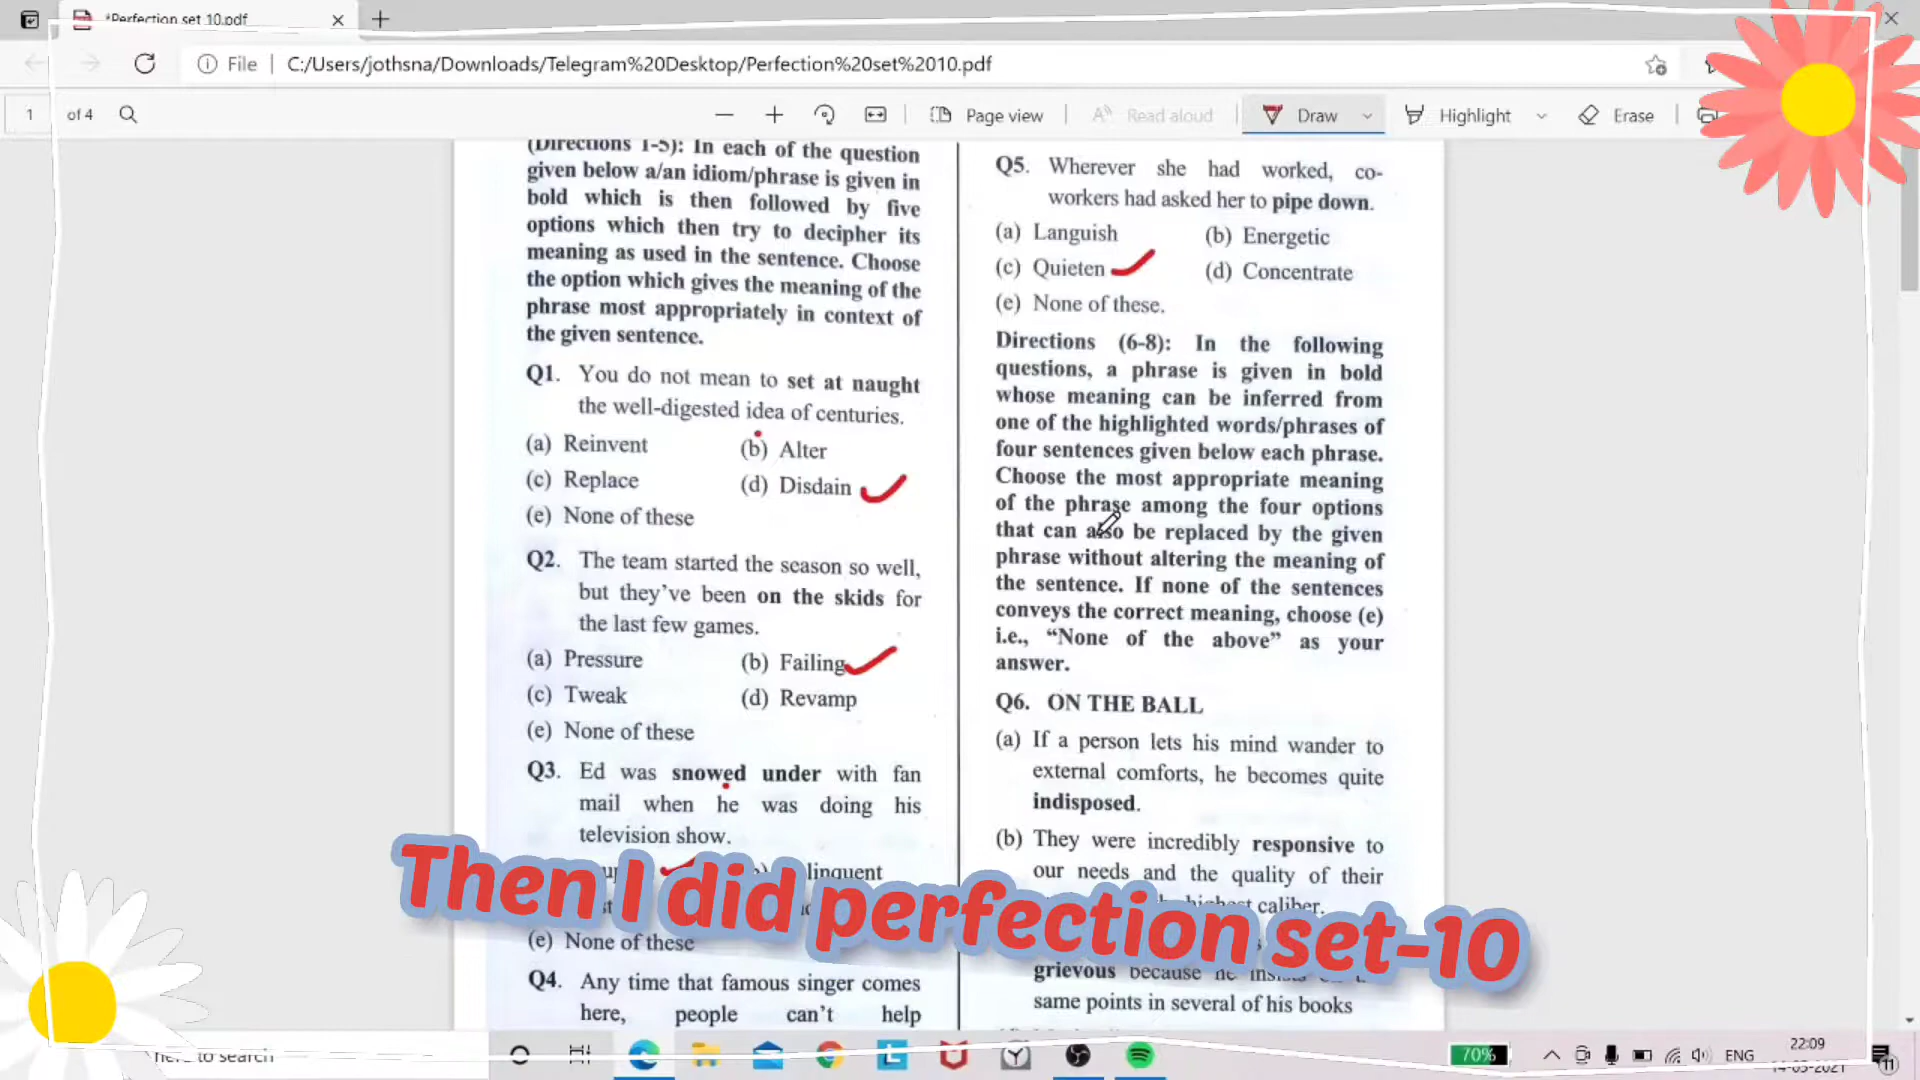 *Perfection set 10.pdf
File C:/Users/jothsna/Downloads/Telegram%20Desktop/Perfection%20set%2010.pdf
1 of 4 Page view Read aloud Draw Highlight Erase
(Directions 1-5): In each of the question
given below a/an idiom/phrase is given in
bold which is then followed by five
options which then try to decipher its
meaning as used in the sentence. Choose
the option which gives the meaning of the
phrase most appropriately in context of
the given sentence.
Q1. You do not mean to set at naught
the well-digested idea of centuries.
(a) Reinvent (b) Alter
(c) Replace (d) Disdain
(e) None of these
Q2. The team started the season so well,
but they've been on the skids for
the last few games.
(a) Pressure (b) Failing
(c) Tweak (d) Revamp
(e) None of these
Q3. Ed was snowed under with fan
mail when he was doing his
television show.
(e) None of these
Q4. Any time that famous singer comes
here, people can't help
Q5. Wherever she had worked, co-
workers had asked her to pipe down.
(a) Languish (b) Energetic
(c) Quieten (d) Concentrate
(e) None of these.
Directions (6-8): In the following
questions, a phrase is given in bold
whose meaning can be inferred from
one of the highlighted words/phrases of
four sentences given below each phrase.
Choose the most appropriate meaning
of the phrase among the four options
that can also be replaced by the given
phrase without altering the meaning of
the sentence. If none of the sentences
conveys the correct meaning, choose (e)
i.e., "None of the above" as your
answer.
Q6. ON THE BALL
(a) If a person lets his mind wander to
external comforts, he becomes quite
indisposed.
(b) They were incredibly responsive to
our needs and the quality of their
caliber.
grievous because he
same points in several of his books
Then I did perfection set-10
here to search
70% ENG 22:09
11